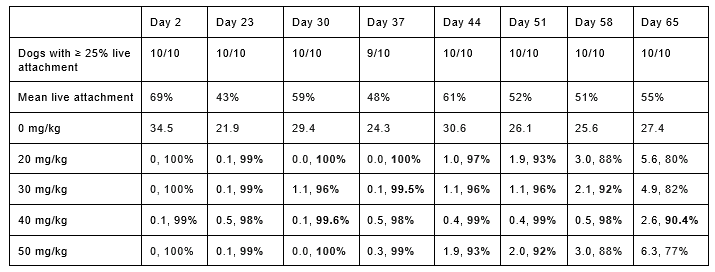 Day 2 Day 23 Day 30 Day 37 Day 44 Day 51 Day 58 Day 65
Dogs with ≥ 25% live attachment 10/10 10/10 10/10 9/10 10/10 10/10 10/10 10/10
Mean live attachment 69% 43% 59% 48% 61% 52% 51% 55%
0 mg/kg 34.5 21.9 29.4 24.3 30.6 26.1 25.6 27.4
20 mg/kg 0, 100% 0.1, 99% 0.0, 100% 0.0, 100% 1.0, 97% 1.9, 93% 3.0, 88% 5.6, 80%
30 mg/kg 0, 100% 0.1, 99% 1.1, 96% 0.1, 99.5% 1.1, 96% 1.1, 96% 2.1, 92% 4.9, 82%
40 mg/kg 0.1, 99% 0.5, 98% 0.1, 99.6% 0.5, 98% 0.4, 99% 0.4, 99% 0.5, 98% 2.6, 90.4%
50 mg/kg 0, 100% 0.1, 99% 0.0, 100% 0.3, 99% 1.9, 93% 2.0, 92% 3.0, 88% 6.3, 77%